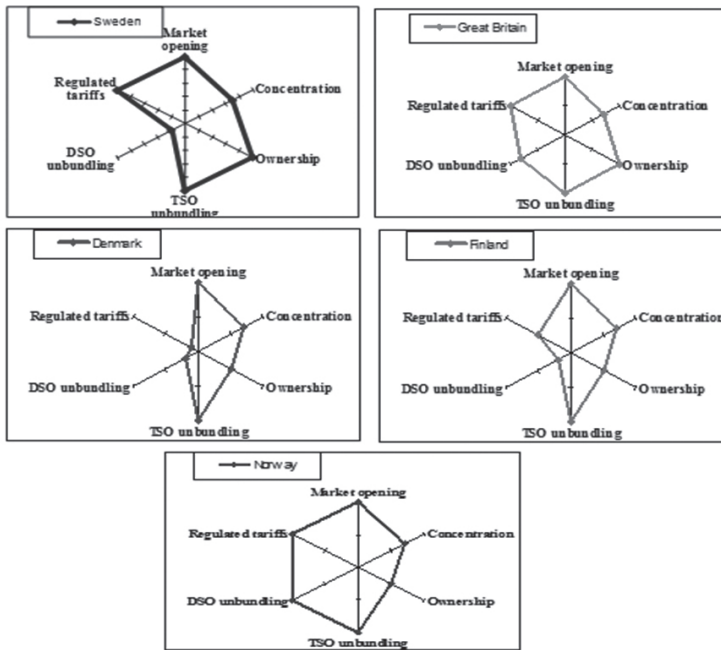 Sweden
Market
opening
Regulated
tariffs
Concentration
DSO
unbundling
Ownership
TSO
unbundling
Great Britain
Market opening
Regulated tariffs
Concentration
DSO unbundling
Ownership
TSO unbundling
Denmark
Market opening
Regulated tariffs
Concentration
DSO unbundling
Ownership
TSO unbundling
Finland
Market opening
Regulated tariffs
Concentration
DSO unbundling
Ownership
TSO unbundling
Norway
Market opening
Regulated tariffs
Concentration
DSO unbundling
Ownership
TSO unbundling